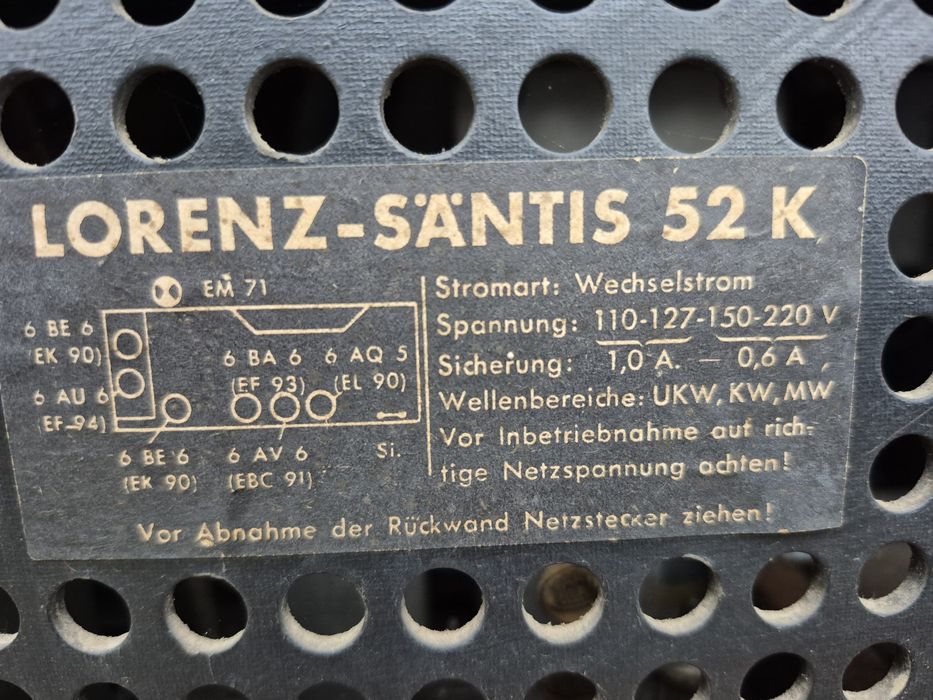 LORENZ-SÄNTIS 52 K
EM 71
6 BE 6
(EK 90)
6 AU 6
(EF 94)
6 BA 6
(EF 93)
6 AQ 5
(EL 90)
6 BE 6
(EK 90)
6 AV 6
(EBC 91)
Si.
Stromart: Wechselstrom
Spannung: 110-127-150-220 V
Sicherung: 1,0 A. – 0,6 A,
Wellenbereiche: UKW, KW, MW
Vor Inbetriebnahme auf rich-
tige Netzspannung achten!
Vor Abnahme der Rückwand Netzstecker ziehen!